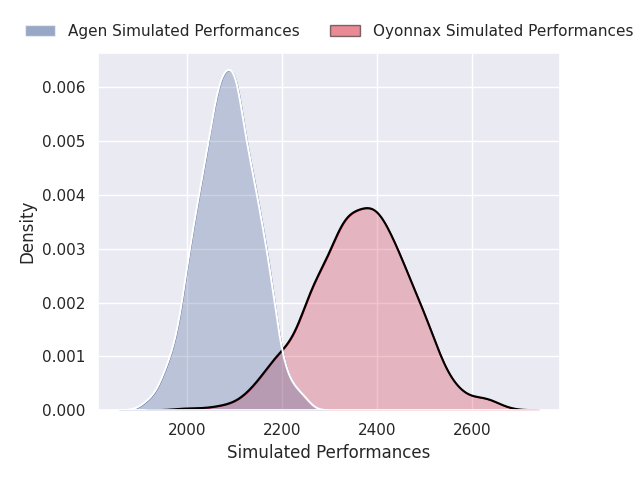 Agen Simulated Performances
Oyonnax Simulated Performances
0.006
0.005
0.004
0.003
0.002
0.001
0.000
Density
2000
2200
2400
2600
Simulated Performances